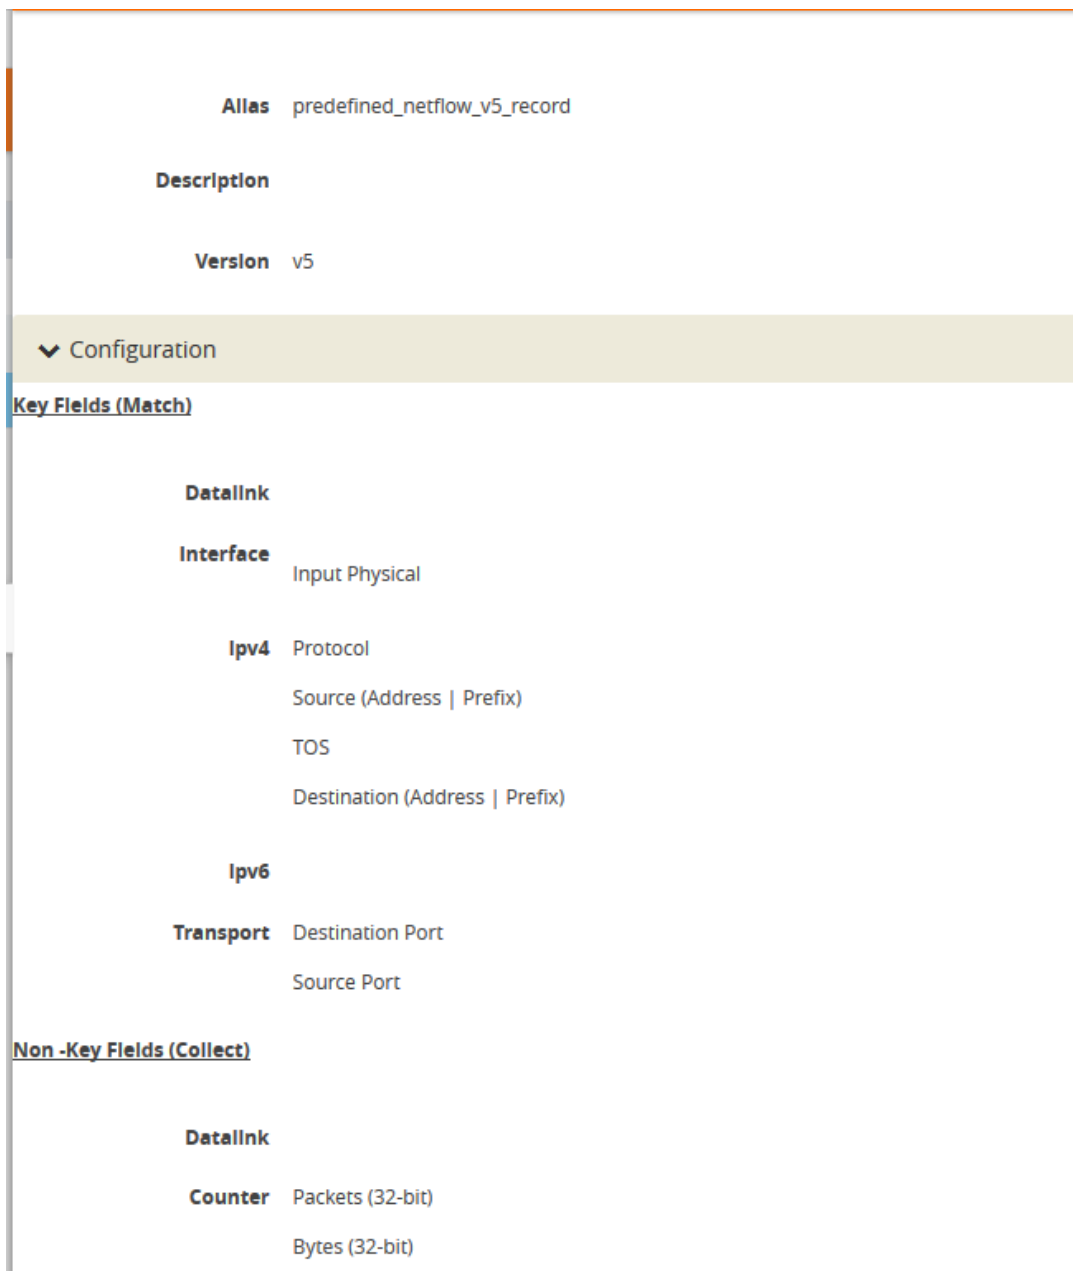 Alias predefined_netflow_v5_record
Description
Version v5
Configuration
Key Fields (Match)
Datalink
Interface
Input Physical
Ipv4 Protocol
Source (Address | Prefix)
TOS
Destination (Address | Prefix)
Ipv6
Transport Destination Port
Source Port
Non -Key Fields (Collect)
Datalink
Counter Packets (32-bit)
Bytes (32-bit)